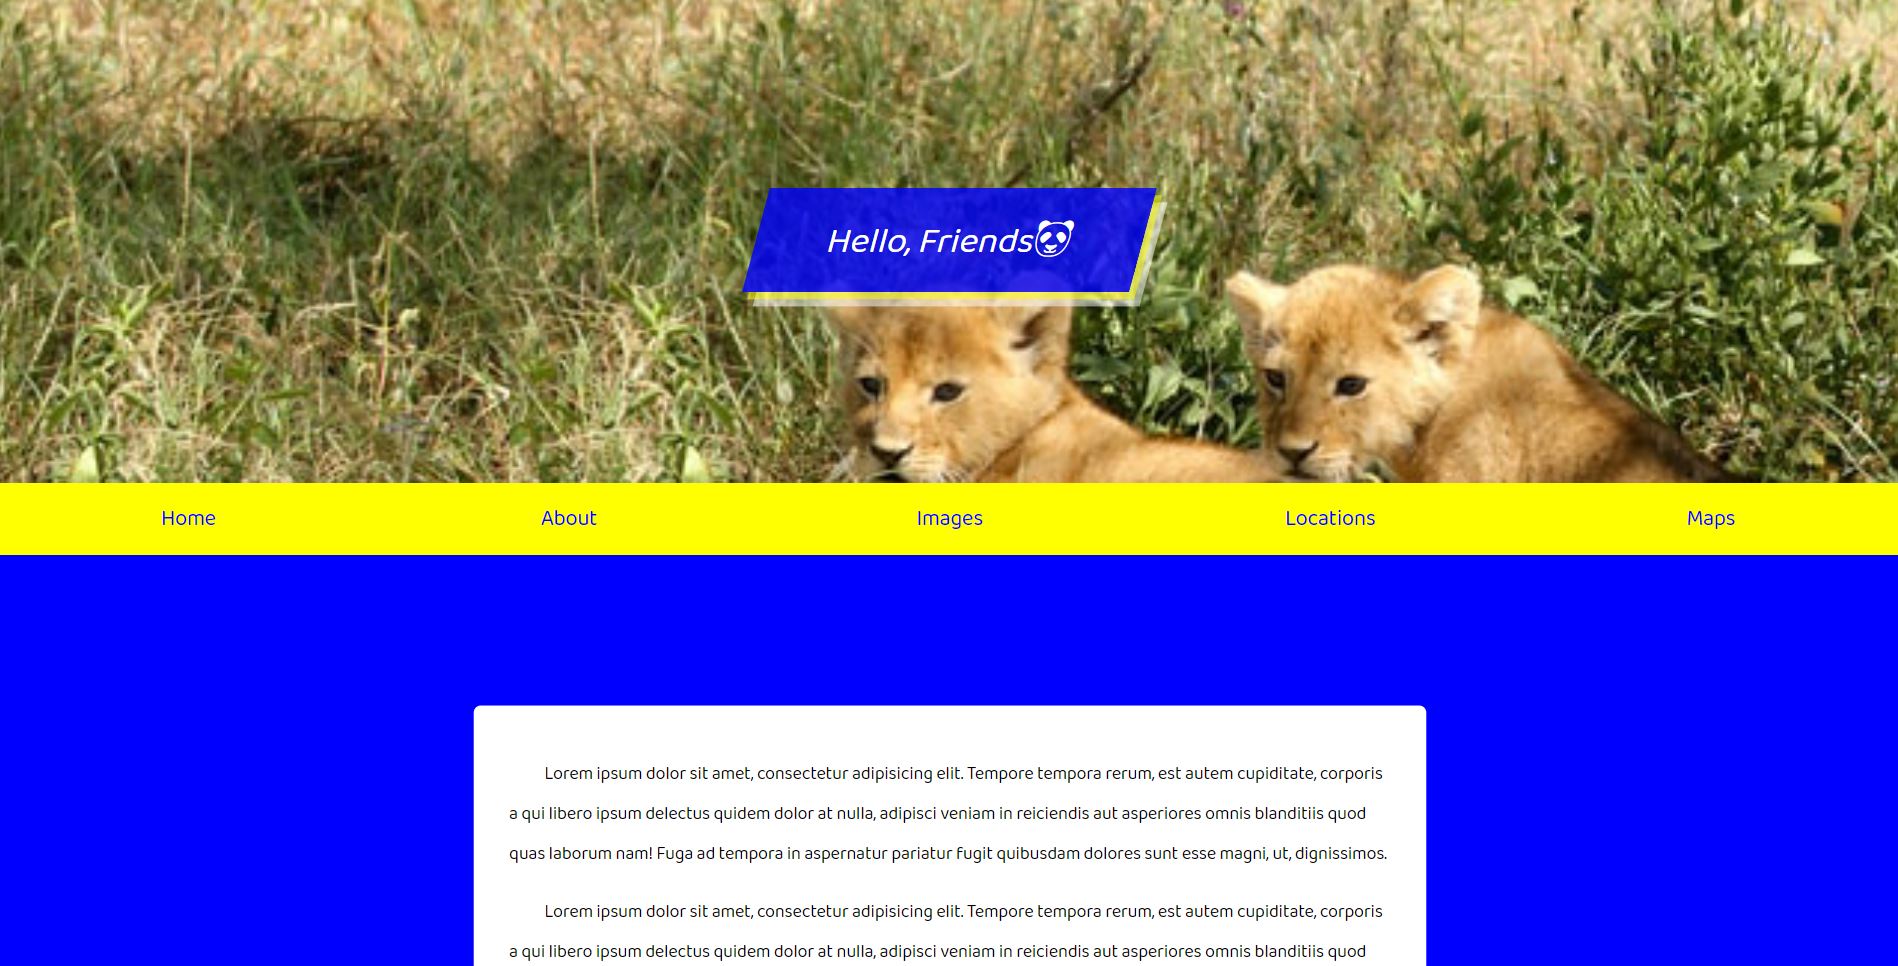 Hello, Friends
Home About Images Locations Maps
Lorem ipsum dolor sit amet, consectetur adipisicing elit. Tempore tempora rerum, est autem cupiditate, corporis
a qui libero ipsum delectus quidem dolor at nulla, adipisci veniam in reiciendis aut asperiores omnis blanditiis quod
quas laborum nam! Fuga ad tempora in aspernatur pariatur fugit quibusdam dolores sunt esse magni, ut, dignissimos.
Lorem ipsum dolor sit amet, consectetur adipisicing elit. Tempore tempora rerum, est autem cupiditate, corporis
a qui libero ipsum delectus quidem dolor at nulla, adipisci veniam in reiciendis aut asperiores omnis blanditiis quod